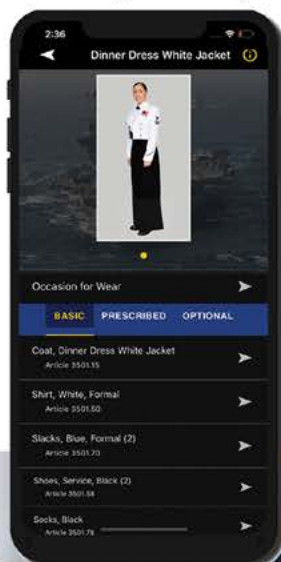 2:36
Dinner Dress White Jacket
Occasion for Wear
BASIC PRESCRIBED OPTIONAL
Coat, Dinner Dress White Jacket
Article 3501.15
Shirt, White, Formal
Article 3501.60
Slacks, Blue, Formal (2)
Article 3501.70
Shoes, Service, Black (2)
Article 3501.58
Socks, Black
Article 3501.78